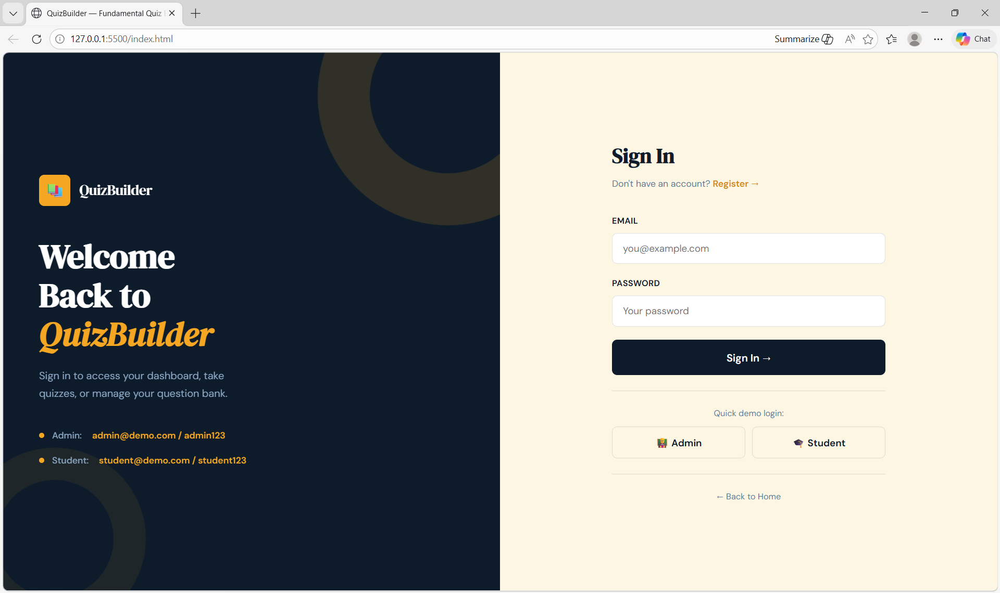 QuizBuilder — Fundamental Quiz
127.0.0.1:5500/index.html
Summarize
Chat
QuizBuilder
Welcome
Back to
QuizBuilder
Sign in to access your dashboard, take
quizzes, or manage your question bank.
Admin: admin@demo.com / admin123
Student: student@demo.com / student123
Sign In
Don't have an account? Register →
EMAIL
you@example.com
PASSWORD
Your password
Sign In →
Quick demo login:
Admin
Student
← Back to Home